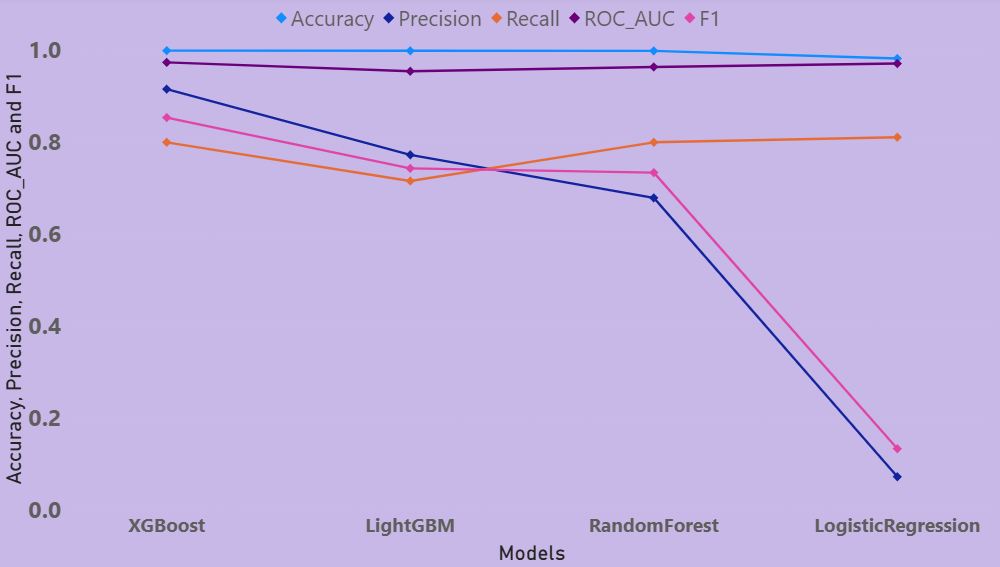 Accuracy Precision Recall ROC_AUC F1
Accuracy, Precision, Recall, ROC_AUC and F1
1.0
0.8
0.6
0.4
0.2
0.0
XGBoost LightGBM RandomForest LogisticRegression
Models